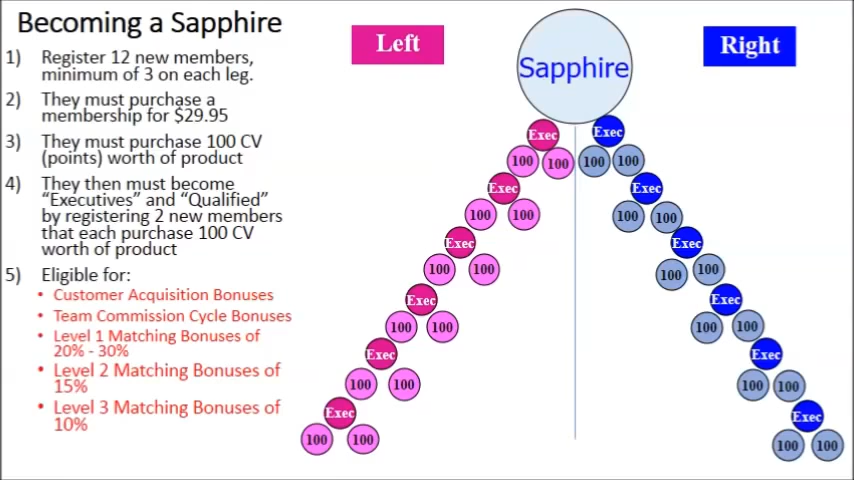 Becoming a Sapphire
1) Register 12 new members,
minimum of 3 on each leg.
2) They must purchase a
membership for $29.95
3) They must purchase 100 CV
(points) worth of product
4) They then must become
“Executives” and “Qualified”
by registering 2 new members
that each purchase 100 CV
worth of product
5) Eligible for:
• Customer Acquisition Bonuses
• Team Commission Cycle Bonuses
• Level 1 Matching Bonuses of
20% - 30%
• Level 2 Matching Bonuses of
15%
• Level 3 Matching Bonuses of
10%
Left
Sapphire
Right
Exec
100 100
Exec
100 100
Exec
100 100
Exec
100 100
Exec
100 100
Exec
100 100
Exec
100 100
Exec
100 100
Exec
100 100
Exec
100 100
Exec
100 100
Exec
100 100